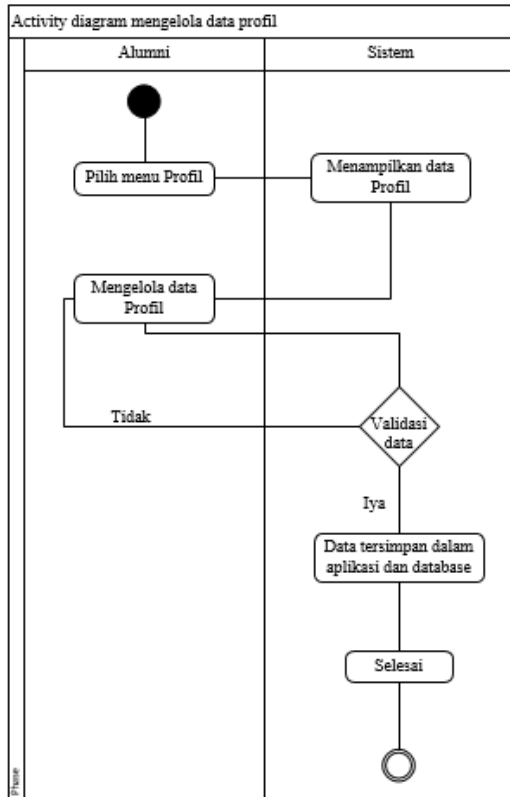 Activity diagram mengelola data profil
Alumni
Sistem
Pilih menu Profil
Menampilkan data
Profil
Mengelola data
Profil
Tidak
Validasi
data
Iya
Data tersimpan dalam
aplikasi dan database
Selesai
Phase